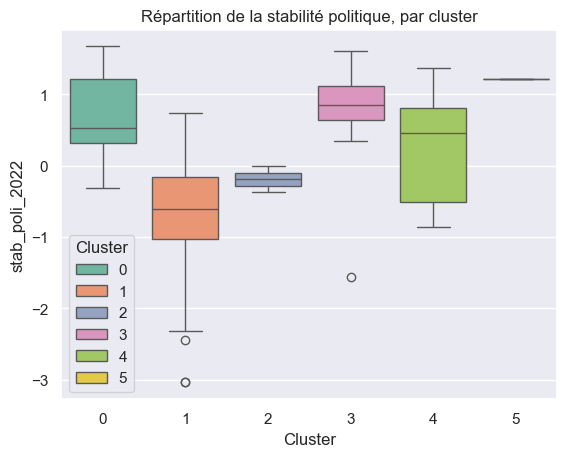 Répartition de la stabilité politique, par cluster
stab_poli_2022
1
0
−1
−2
−3
Cluster
0
1
2
3
4
5
0 1 2 3 4 5
Cluster